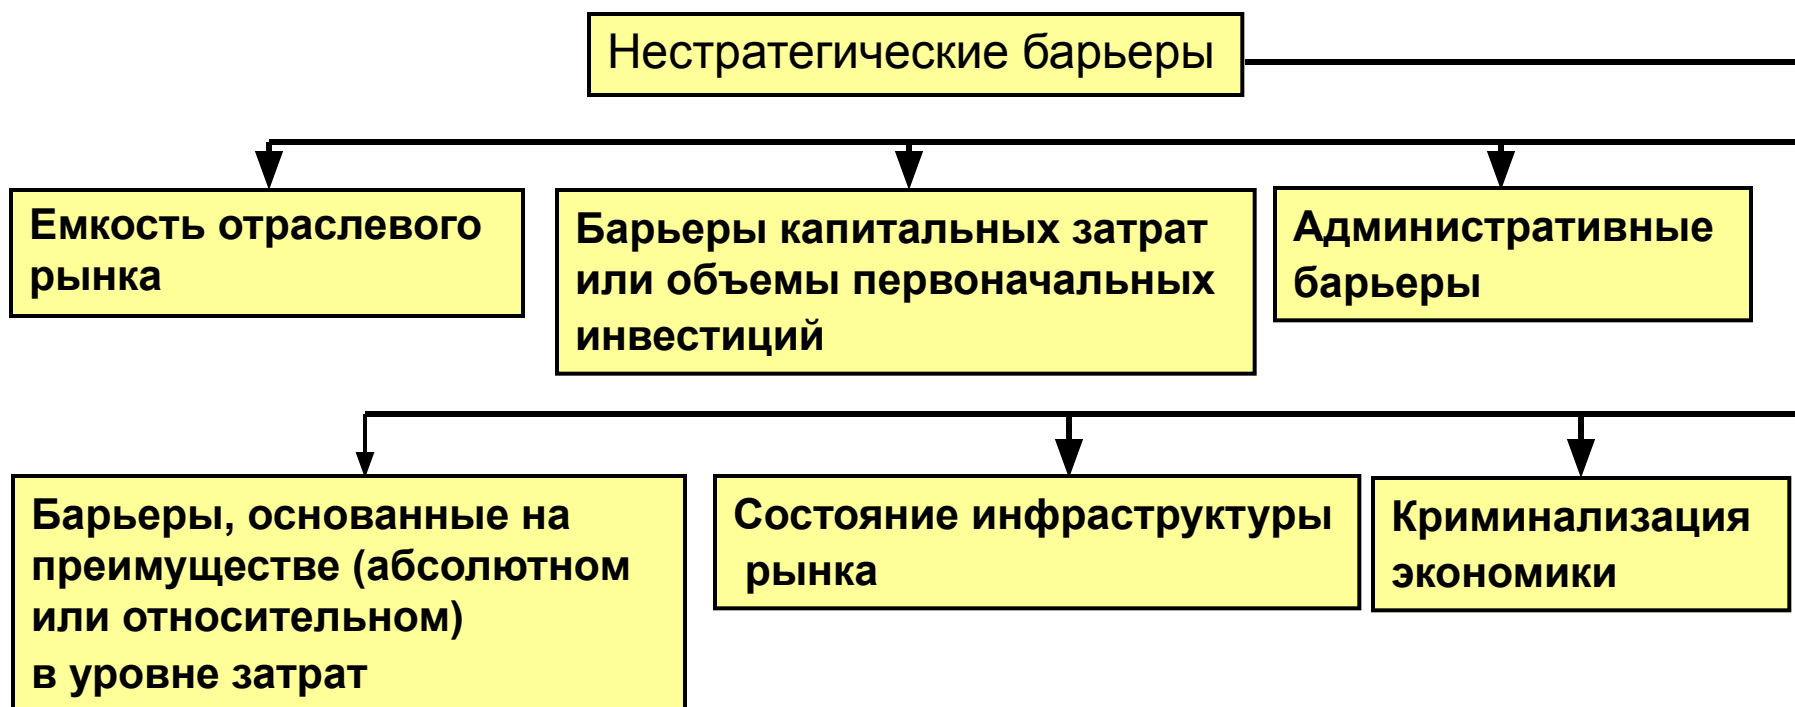 Нестратегические барьеры
Емкость отраслевого
рынка
Барьеры капитальных затрат
или объемы первоначальных
инвестиций
Административные
барьеры
Барьеры, основанные на
преимуществе (абсолютном
или относительном)
в уровне затрат
Состояние инфраструктуры
рынка
Криминализация
экономики